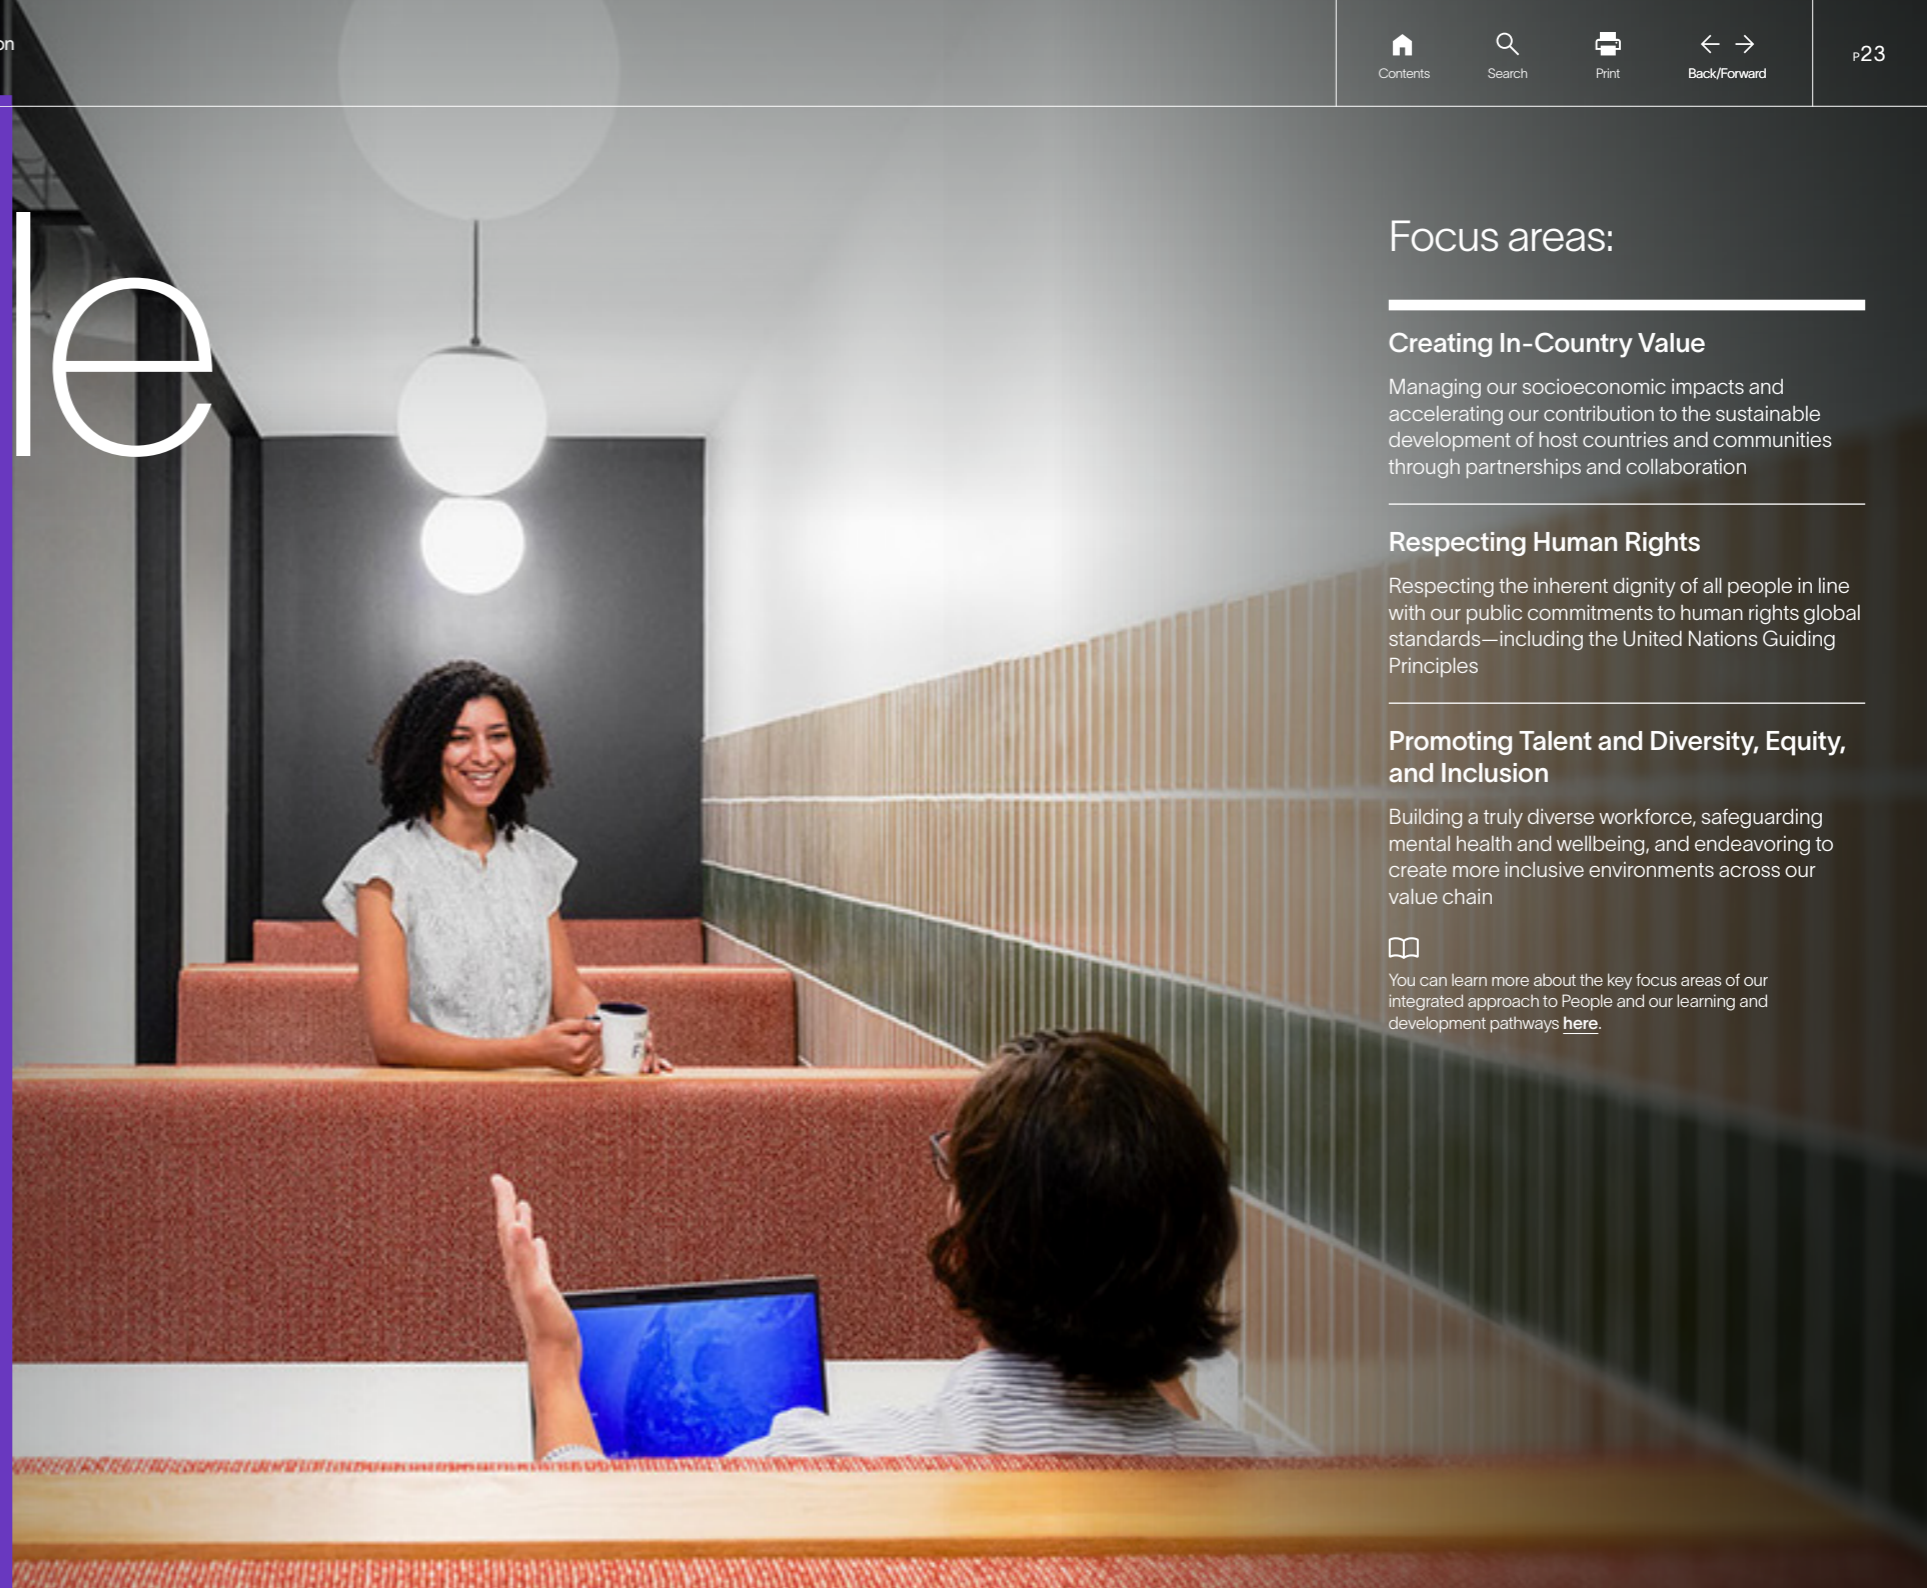 on
Contents
Search
Print
Back/Forward
P23
le
Focus areas:
Creating In-Country Value
Managing our socioeconomic impacts and
accelerating our contribution to the sustainable
development of host countries and communities
through partnerships and collaboration
Respecting Human Rights
Respecting the inherent dignity of all people in line
with our public commitments to human rights global
standards—including the United Nations Guiding
Principles
Promoting Talent and Diversity, Equity,
and Inclusion
Building a truly diverse workforce, safeguarding
mental health and wellbeing, and endeavoring to
create more inclusive environments across our
value chain
You can learn more about the key focus areas of our
integrated approach to People and our learning and
development pathways here.